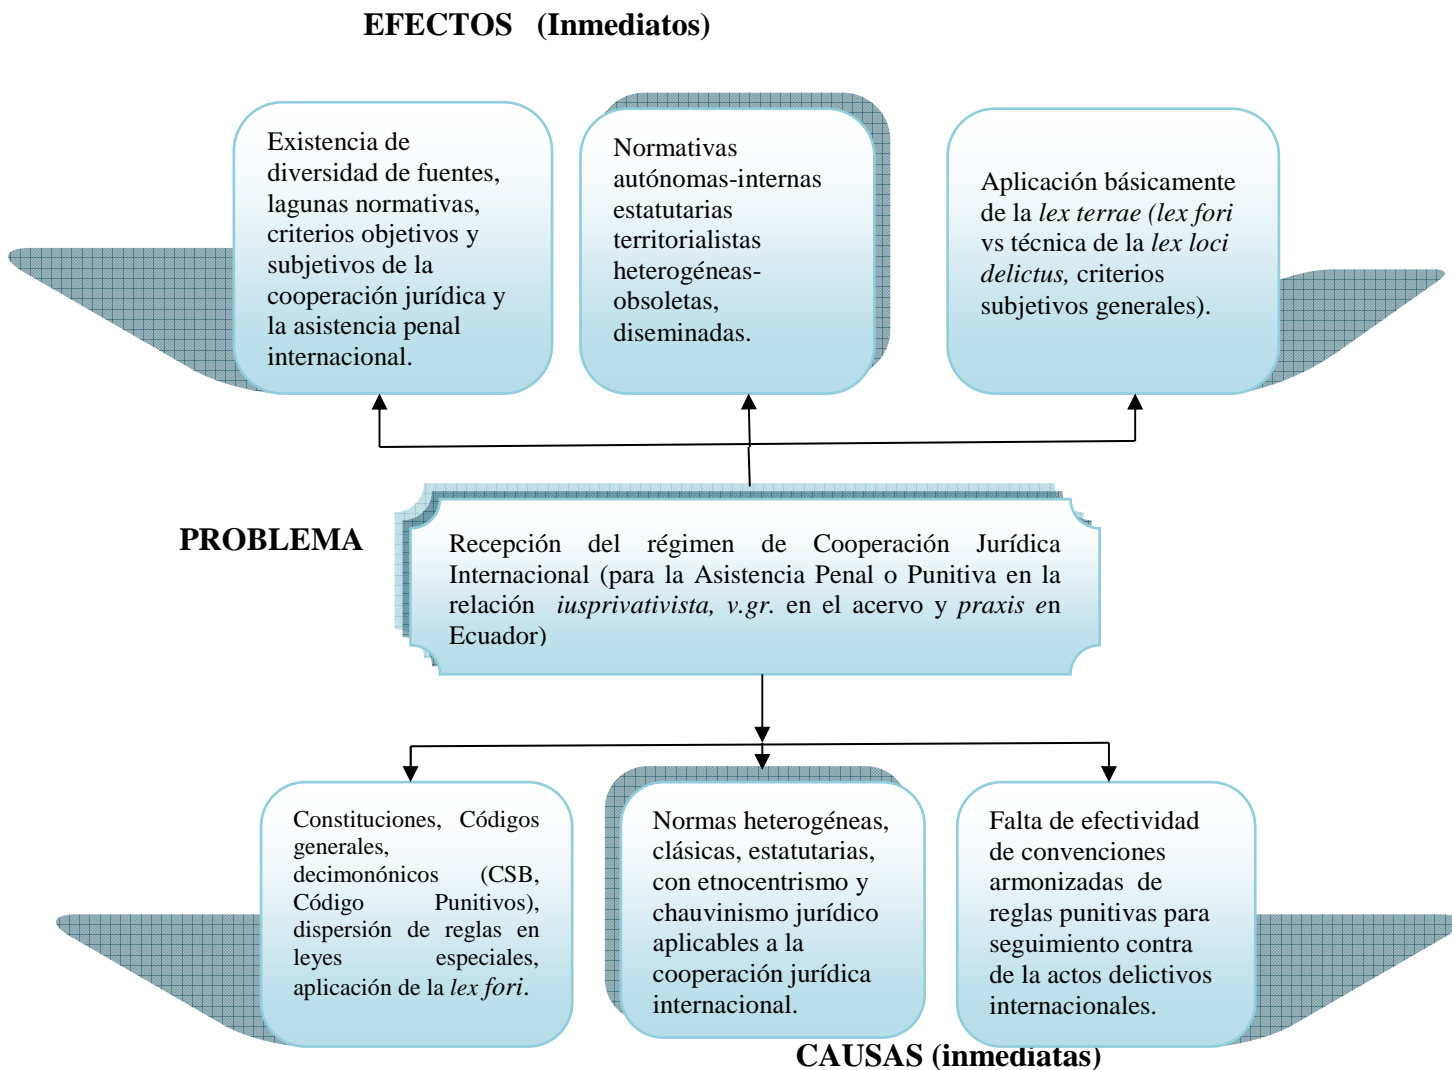 EFECTOS (Inmediatos)
Existencia de
diversidad de fuentes,
lagunas normativas,
criterios objetivos y
subjetivos de la
cooperación jurídica y
la asistencia penal
internacional.
Normativas
autónomas-internas
estatutarias
territorialistas
heterogéneas-
obsoletas,
diseminadas.
Aplicación básicamente
de la lex terrae (lex fori
vs técnica de la lex loci
delictus, criterios
subjetivos generales).
PROBLEMA
Recepción del régimen de Cooperación Jurídica
Internacional (para la Asistencia Penal o Punitiva en la
relación iusprivativista, v.gr. en el acervo y praxis en
Ecuador)
Constituciones, Códigos
generales,
decimonónicos (CSB,
Código Punitivos),
dispersión de reglas en
leyes especiales,
aplicación de la lex fori.
Normas heterogéneas,
clásicas, estatutarias,
con etnocentrismo y
chauvinismo jurídico
aplicables a la
cooperación jurídica
internacional.
Falta de efectividad
de convenciones
armonizadas de
reglas punitivas para
seguimiento contra
de la actos delictivos
internacionales.
CAUSAS (inmediatas)